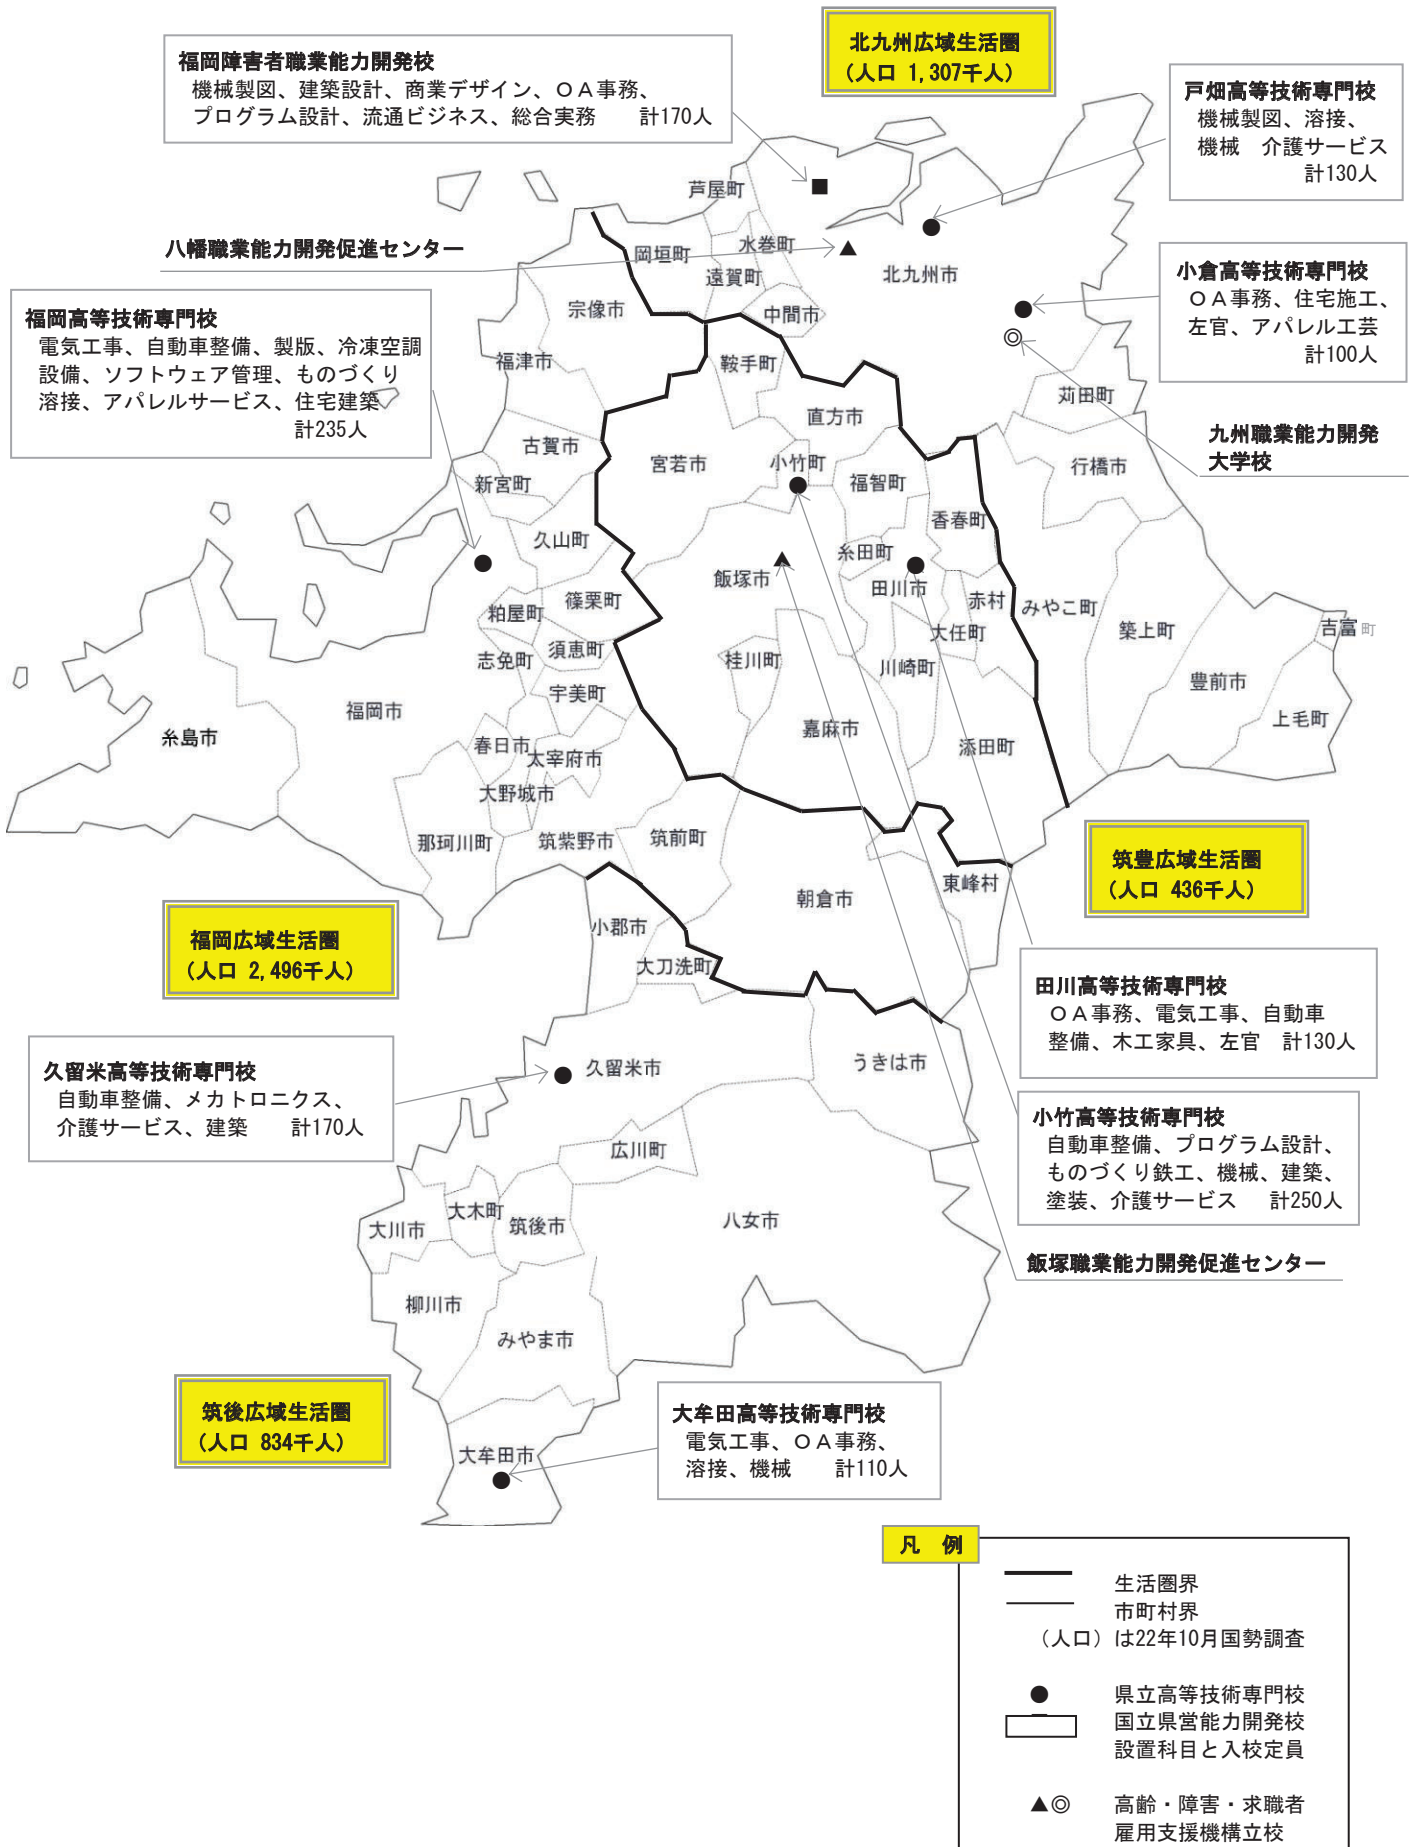 北九州広域生活圏
（人口 1,307千人）
福岡障害者職業能力開発校
機械製図、建築設計、商業デザイン、ＯＡ事務、
プログラム設計、流通ビジネス、総合実務　計170人
戸畑高等技術専門校
機械製図、溶接、
機械　介護サービス
計130人
八幡職業能力開発促進センター
小倉高等技術専門校
ＯＡ事務、住宅施工、
左官、アパレル工芸
計100人
九州職業能力開発
大学校
福岡高等技術専門校
電気工事、自動車整備、製版、冷凍空調
設備、ソフトウェア管理、ものづくり
溶接、アパレルサービス、住宅建築
計235人
芦屋町
岡垣町
水巻町
遠賀町
北九州市
中間市
宗像市
福津市
鞍手町
苅田町
直方市
古賀市
宮若市
小竹町
行橋市
新宮町
福智町
香春町
久山町
糸田町
飯塚市
田川市
赤村
みやこ町
篠栗町
粕屋町
築上町
吉富町
大任町
須恵町
志免町
桂川町
川崎町
豊前市
宇美町
福岡市
上毛町
糸島市
嘉麻市
春日市
太宰府市
添田町
大野城市
那珂川町
筑紫野市
筑前町
東峰村
朝倉市
小郡市
大刀洗町
筑豊広域生活圏
（人口 436千人）
福岡広域生活圏
（人口 2,496千人）
田川高等技術専門校
ＯＡ事務、電気工事、自動車
整備、木工家具、左官　計130人
久留米高等技術専門校
自動車整備、メカトロニクス、
介護サービス、建築　計170人
久留米市
うきは市
小竹高等技術専門校
自動車整備、プログラム設計、
ものづくり鉄工、機械、建築、
塗装、介護サービス　計250人
広川町
大木町
大川市
筑後市
八女市
飯塚職業能力開発促進センター
柳川市
みやま市
筑後広域生活圏
（人口 834千人）
大牟田高等技術専門校
電気工事、ＯＡ事務、
溶接、機械　計110人
大牟田市
凡　例
生活圏界
市町村界
（人口）は22年10月国勢調査
県立高等技術専門校
国立県営能力開発校
設置科目と入校定員
高齢・障害・求職者
雇用支援機構立校